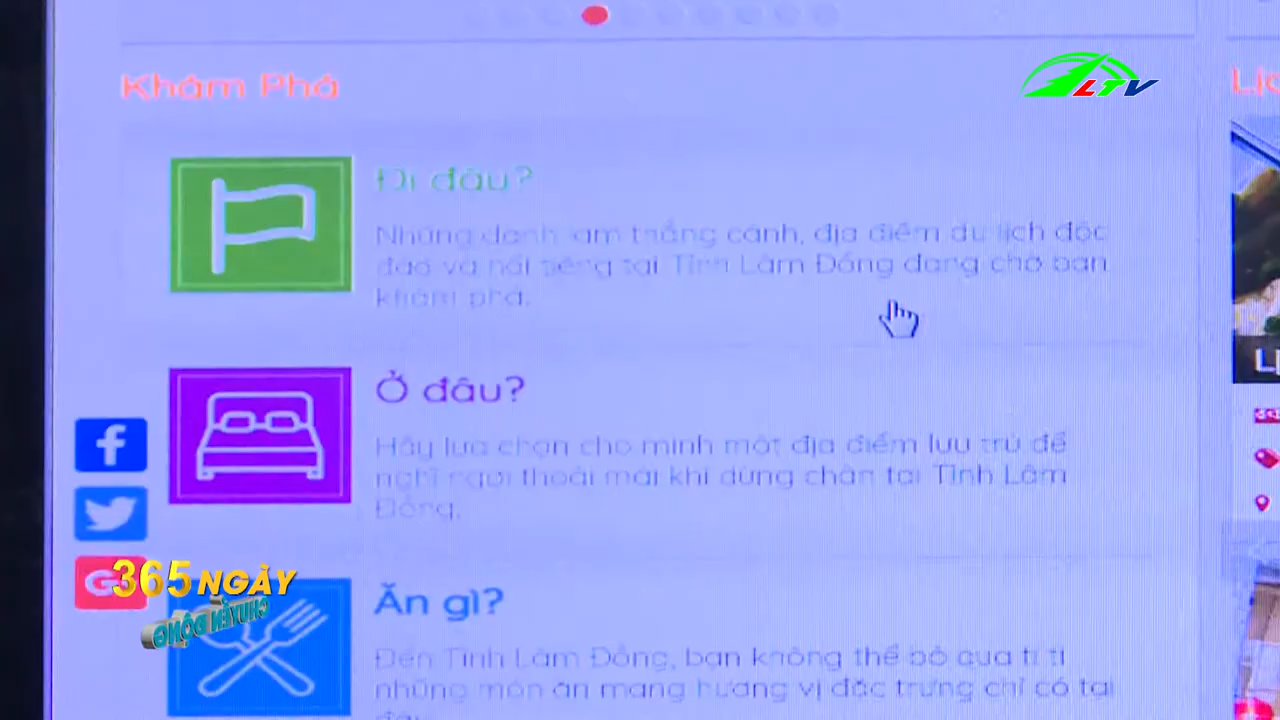 Khám Phá
LTV
Đi đâu?
Những danh lam thắng cảnh, địa điểm du lịch độc
đáo và nổi tiếng tại Tỉnh Lâm Đồng đang chờ bạn
khám phá.
Ở đâu?
Hãy lựa chọn cho mình một địa điểm lưu trú để
nghỉ ngơi thoải mái khi dừng chân tại Tỉnh Lâm
Đồng.
365 NGÀY
CHUYỂN ĐỘNG
Ăn gì?
Đến Tỉnh Lâm Đồng, bạn không thể bỏ qua
những món ăn mang hương vị đặc trưng chỉ có tại